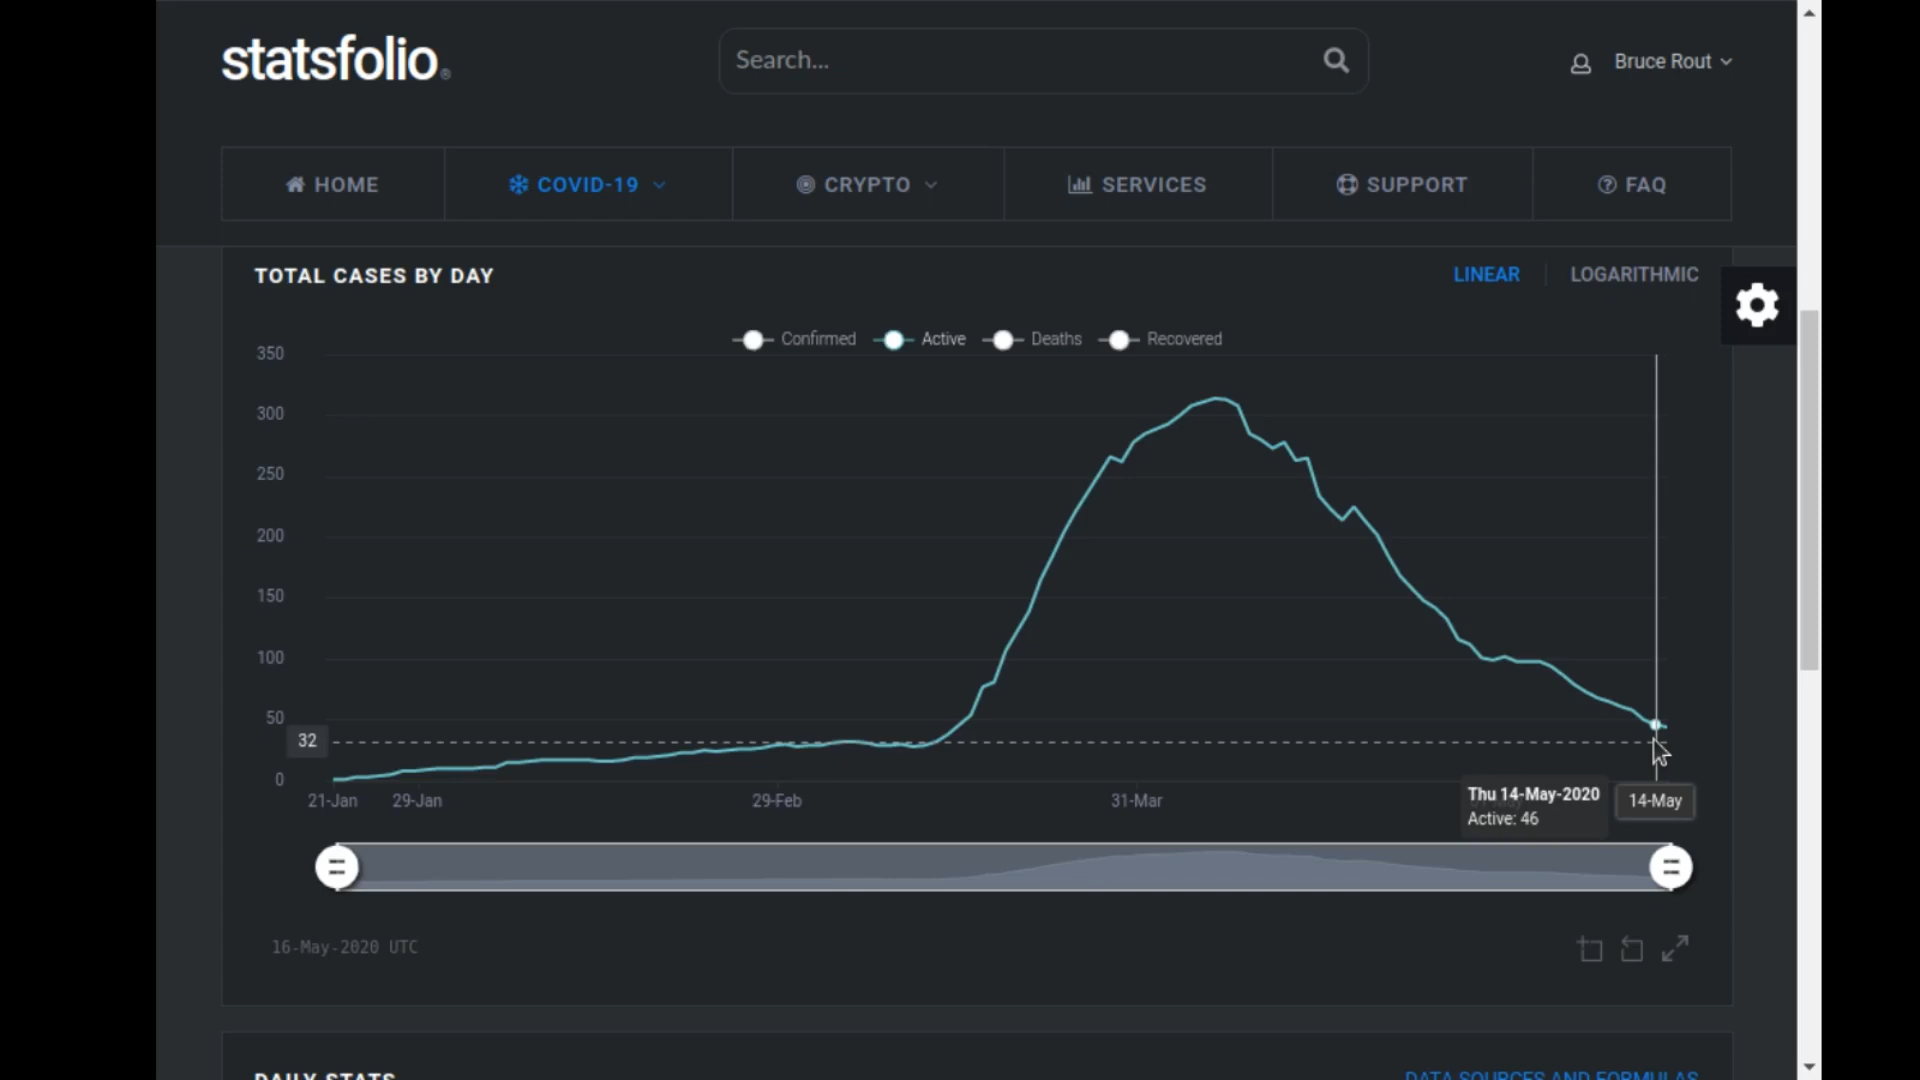 statsfolio®
Search...
Bruce Rout
HOME
COVID-19
CRYPTO
SERVICES
SUPPORT
FAQ
TOTAL CASES BY DAY
LINEAR
LOGARITHMIC
Confirmed
Active
Deaths
Recovered
350
300
250
200
150
100
50
32
0
21-Jan
29-Jan
29-Feb
31-Mar
Thu 14-May-2020
Active: 46
14-May
16-May-2020 UTC
DAILY STATS
DATA SOURCES AND FORMULAS